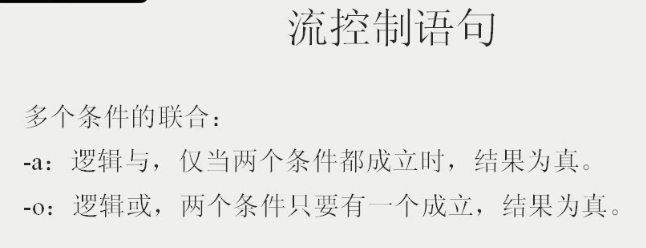 流控制语句
多个条件的联合：
-a：逻辑与，仅当两个条件都成立时，结果为真。
-o：逻辑或，两个条件只要有一个成立，结果为真。